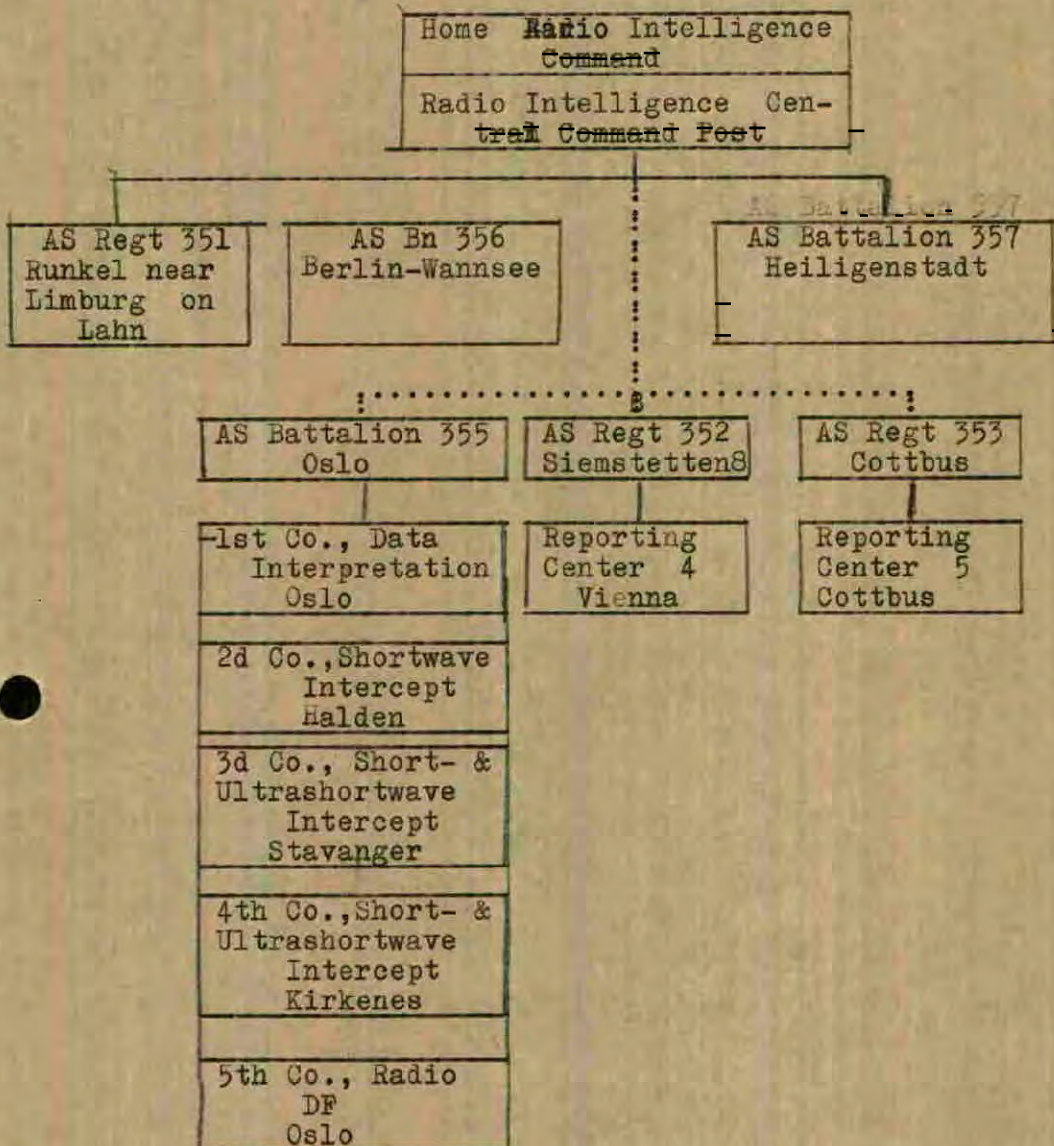 Home Radio Intelligence
Command
Radio Intelligence Cen-
tral Command Post
AS Battalion 357
AS Regt 351
Runkel near
Limburg on
Lahn
AS Bn 356
Berlin-Wannsee
AS Battalion 357
Heiligenstadt
AS Battalion 355
Oslo
AS Regt 352
Siemstetten8
AS Regt 353
Cottbus
1st Co., Data
Interpretation
Oslo
Reporting
Center 4
Vienna
Reporting
Center 5
Cottbus
2d Co.,Shortwave
Intercept
Halden
3d Co., Short- &
Ultrashortwave
Intercept
Stavanger
4th Co.,Short- &
Ultrashortwave
Intercept
Kirkenes
5th Co., Radio
DF
Oslo